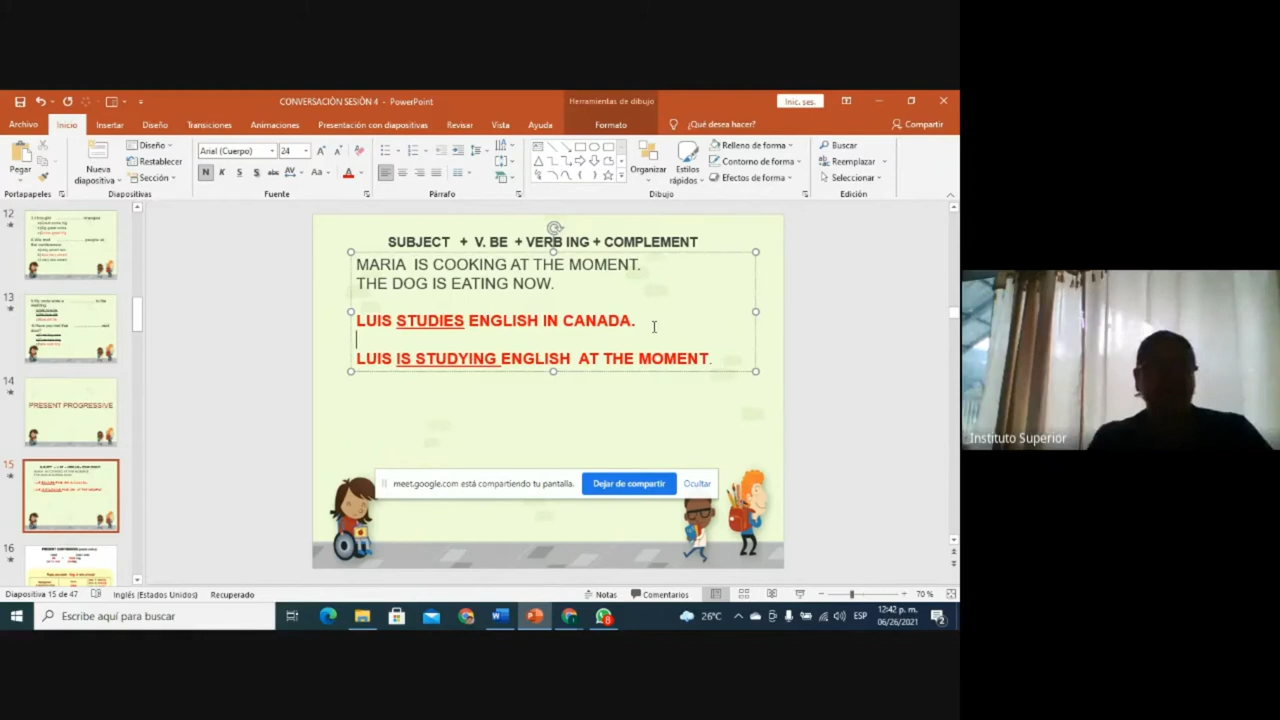 CONVERSACIÓN SESIÓN 4 - PowerPoint
Herramientas de dibujo
Inic. ses.
Archivo Inicio Insertar Diseño Transiciones Animaciones Presentación con diapositivas Revisar Vista Ayuda Formato ¿Qué desea hacer? Compartir
Pegar
Nueva diapositiva
Diseño
Restablecer
Sección
Arial (Cuerpo) 24
N K S S abc AV Aa A
Organizar
Estilos rápidos
Relleno de forma
Contorno de forma
Efectos de forma
Buscar
Reemplazar
Seleccionar
Portapapeles Diapositivas Fuente Párrafo Dibujo Edición
12
13
14
PRESENT PROGRESSIVE
15
16
SUBJECT + V. BE + VERB ING + COMPLEMENT
MARIA IS COOKING AT THE MOMENT.
THE DOG IS EATING NOW.
LUIS STUDIES ENGLISH IN CANADA.
LUIS IS STUDYING ENGLISH AT THE MOMENT.
meet.google.com está compartiendo tu pantalla. Dejar de compartir Ocultar
Instituto Superior
Diapositiva 15 de 47 Inglés (Estados Unidos) Recuperado Notas Comentarios 70 %
Escribe aquí para buscar
8
26°C ESP 12:42 p. m.
06/26/2021
2